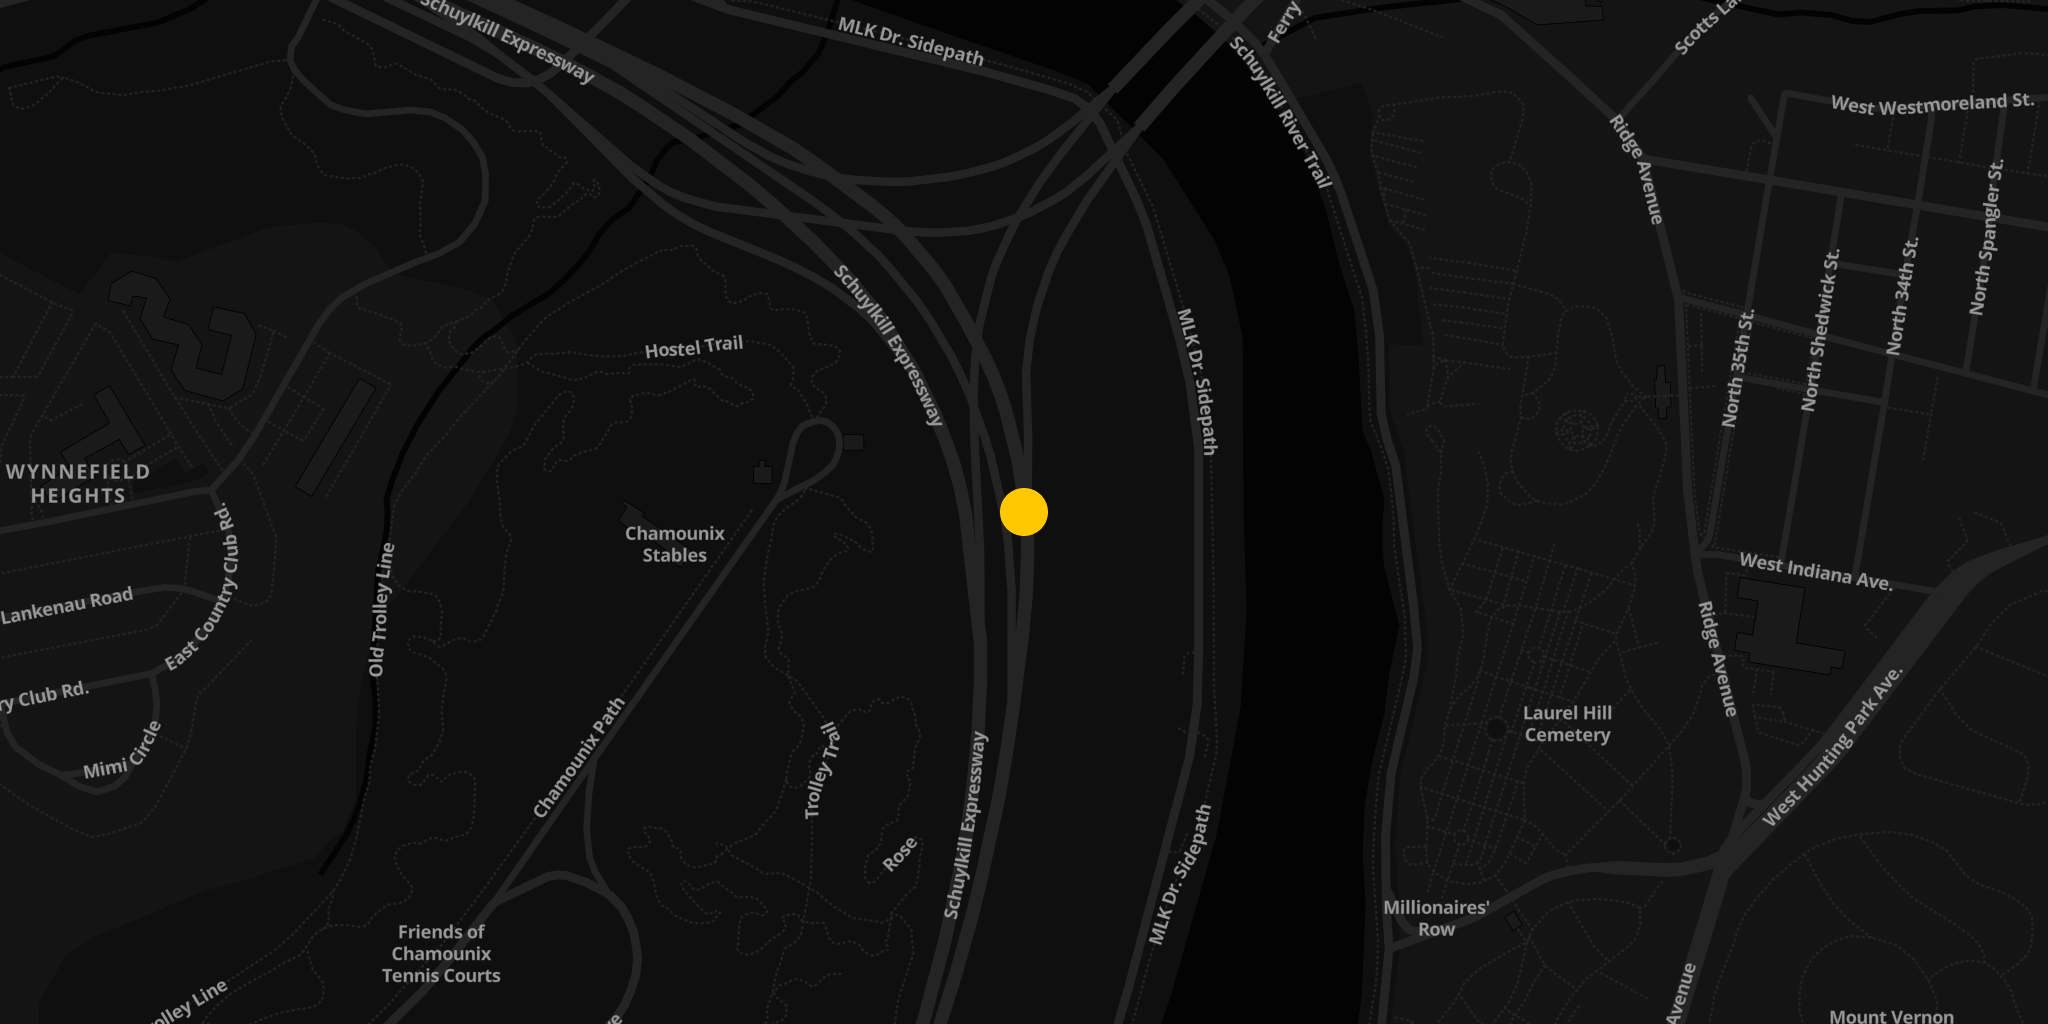 Schuylkill Expressway
MLK Dr. Sidepath
Ferry
Scotts La
Schuylkill River Trail
West Westmoreland St.
Ridge Avenue
North Spangler St.
North 34th St.
North Shedwick St.
North 35th St.
Schuylkill Expressway
Hostel Trail
MLK Dr. Sidepath
WYNNEFIELD
HEIGHTS
East Country Club Rd.
Chamounix
Stables
Old Trolley Line
Lankenau Road
West Indiana Ave.
Ridge Avenue
ry Club Rd.
Mimi Circle
Chamounix Path
Trolley Trail
Rose
Schuylkill Expressway
MLK Dr. Sidepath
Laurel Hill
Cemetery
West Hunting Park Ave.
Millionaires'
Row
Friends of
Chamounix
Tennis Courts
olley Line
ve
Avenue
Mount Vernon